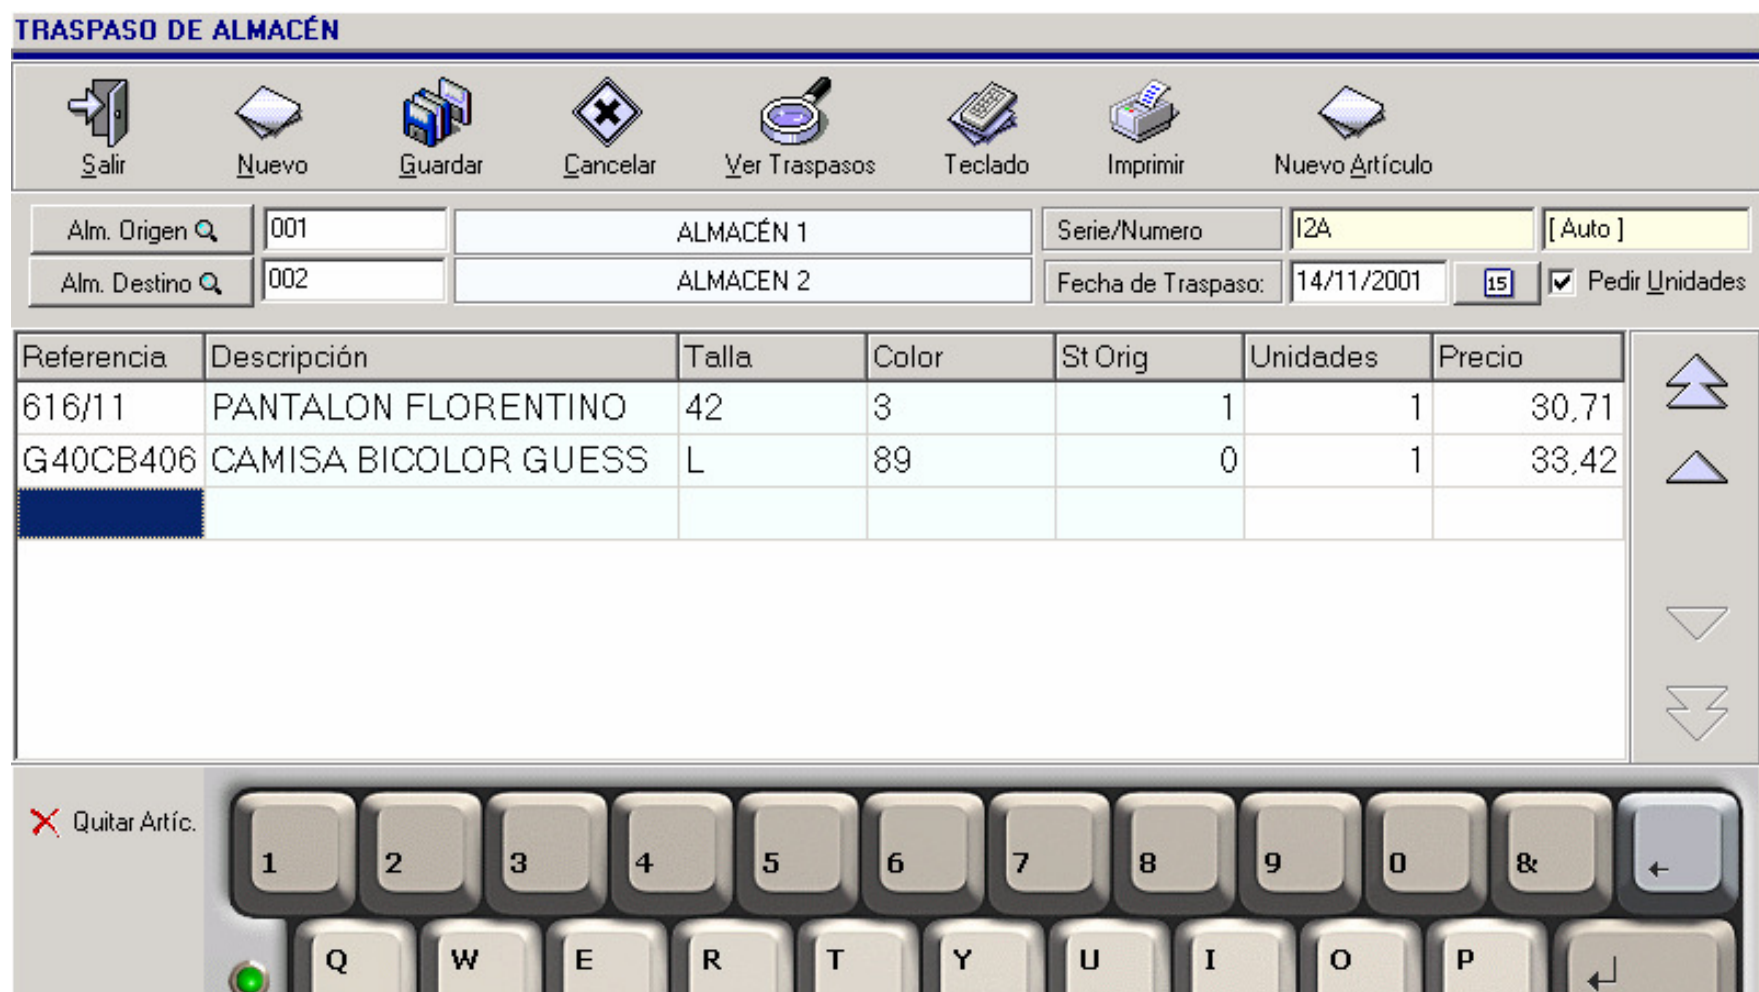 TRASPASO DE ALMACÉN
Salir Nuevo Guardar Cancelar Ver Traspasos Teclado Imprimir Nuevo Artículo
Alm. Origen 001 ALMACÉN 1 Serie/Numero I2A [ Auto ]
Alm. Destino 002 ALMACEN 2 Fecha de Traspaso: 14/11/2001 15 Pedir Unidades
Referencia Descripción Talla Color St Orig Unidades Precio
616/11 PANTALON FLORENTINO 42 3 1 1 30,71
G40CB406 CAMISA BICOLOR GUESS L 89 0 1 33,42
Quitar Artíc.
1 2 3 4 5 6 7 8 9 0 & ←
Q W E R T Y U I O P ↵